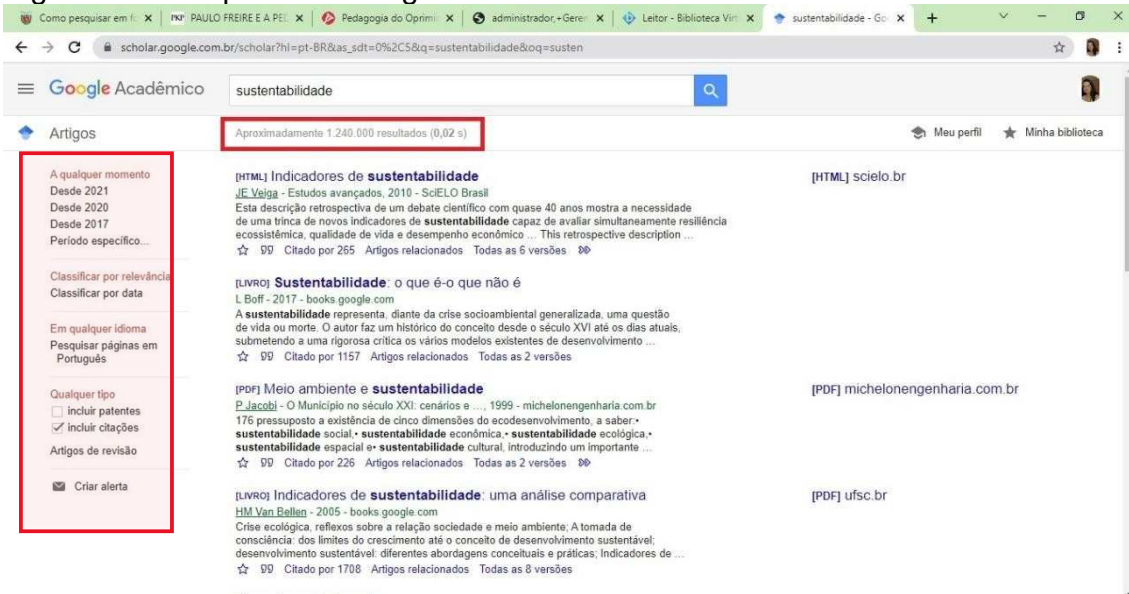 Como pesquisar em f
PAULO FREIRE E A PE
Pedagogia do Oprimi
administrador,+Geren
Leitor - Biblioteca Virt
sustentabilidade - Go
scholar.google.com.br/scholar?hl=pt-BR&as_sdt=0%2C5&q=sustentabilidade&oq=susten
Google Acadêmico
sustentabilidade
Artigos
Aproximadamente 1.240.000 resultados (0,02 s)
Meu perfil
Minha biblioteca
A qualquer momento
Desde 2021
Desde 2020
Desde 2017
Período específico...
Classificar por relevância
Classificar por data
Em qualquer idioma
Pesquisar páginas em
Português
Qualquer tipo
incluir patentes
incluir citações
Artigos de revisão
Criar alerta
[HTML] Indicadores de sustentabilidade
JE Veiga - Estudos avançados, 2010 - SciELO Brasil
Esta descrição retrospectiva de um debate científico com quase 40 anos mostra a necessidade
de uma trinca de novos indicadores de sustentabilidade capaz de avaliar simultaneamente resiliência
ecossistêmica, qualidade de vida e desempenho econômico ... This retrospective description ...
Citado por 265 Artigos relacionados Todas as 6 versões
[HTML] scielo.br
[LIVRO] Sustentabilidade: o que é-o que não é
L Boff - 2017 - books.google.com
A sustentabilidade representa, diante da crise socioambiental generalizada, uma questão
de vida ou morte. O autor faz um histórico do conceito desde o século XVI até os dias atuais,
submetendo a uma rigorosa crítica os vários modelos existentes de desenvolvimento ...
Citado por 1157 Artigos relacionados Todas as 2 versões
[PDF] Meio ambiente e sustentabilidade
P Jacobi - O Município no século XXI: cenários e ..., 1999 - michelonengenharia.com.br
176 pressuposto a existência de cinco dimensões do ecodesenvolvimento, a saber:•
sustentabilidade social,• sustentabilidade econômica,• sustentabilidade ecológica,•
sustentabilidade espacial e• sustentabilidade cultural, introduzindo um importante ...
Citado por 226 Artigos relacionados Todas as 2 versões
[PDF] michelonengenharia.com.br
[LIVRO] Indicadores de sustentabilidade: uma análise comparativa
HM Van Bellen - 2005 - books.google.com
Crise ecológica, reflexos sobre a relação sociedade e meio ambiente; A tomada de
consciência: dos limites do crescimento até o conceito de desenvolvimento sustentável;
desenvolvimento sustentável: diferentes abordagens conceituais e práticas; Indicadores de ...
Citado por 1708 Artigos relacionados Todas as 8 versões
[PDF] ufsc.br